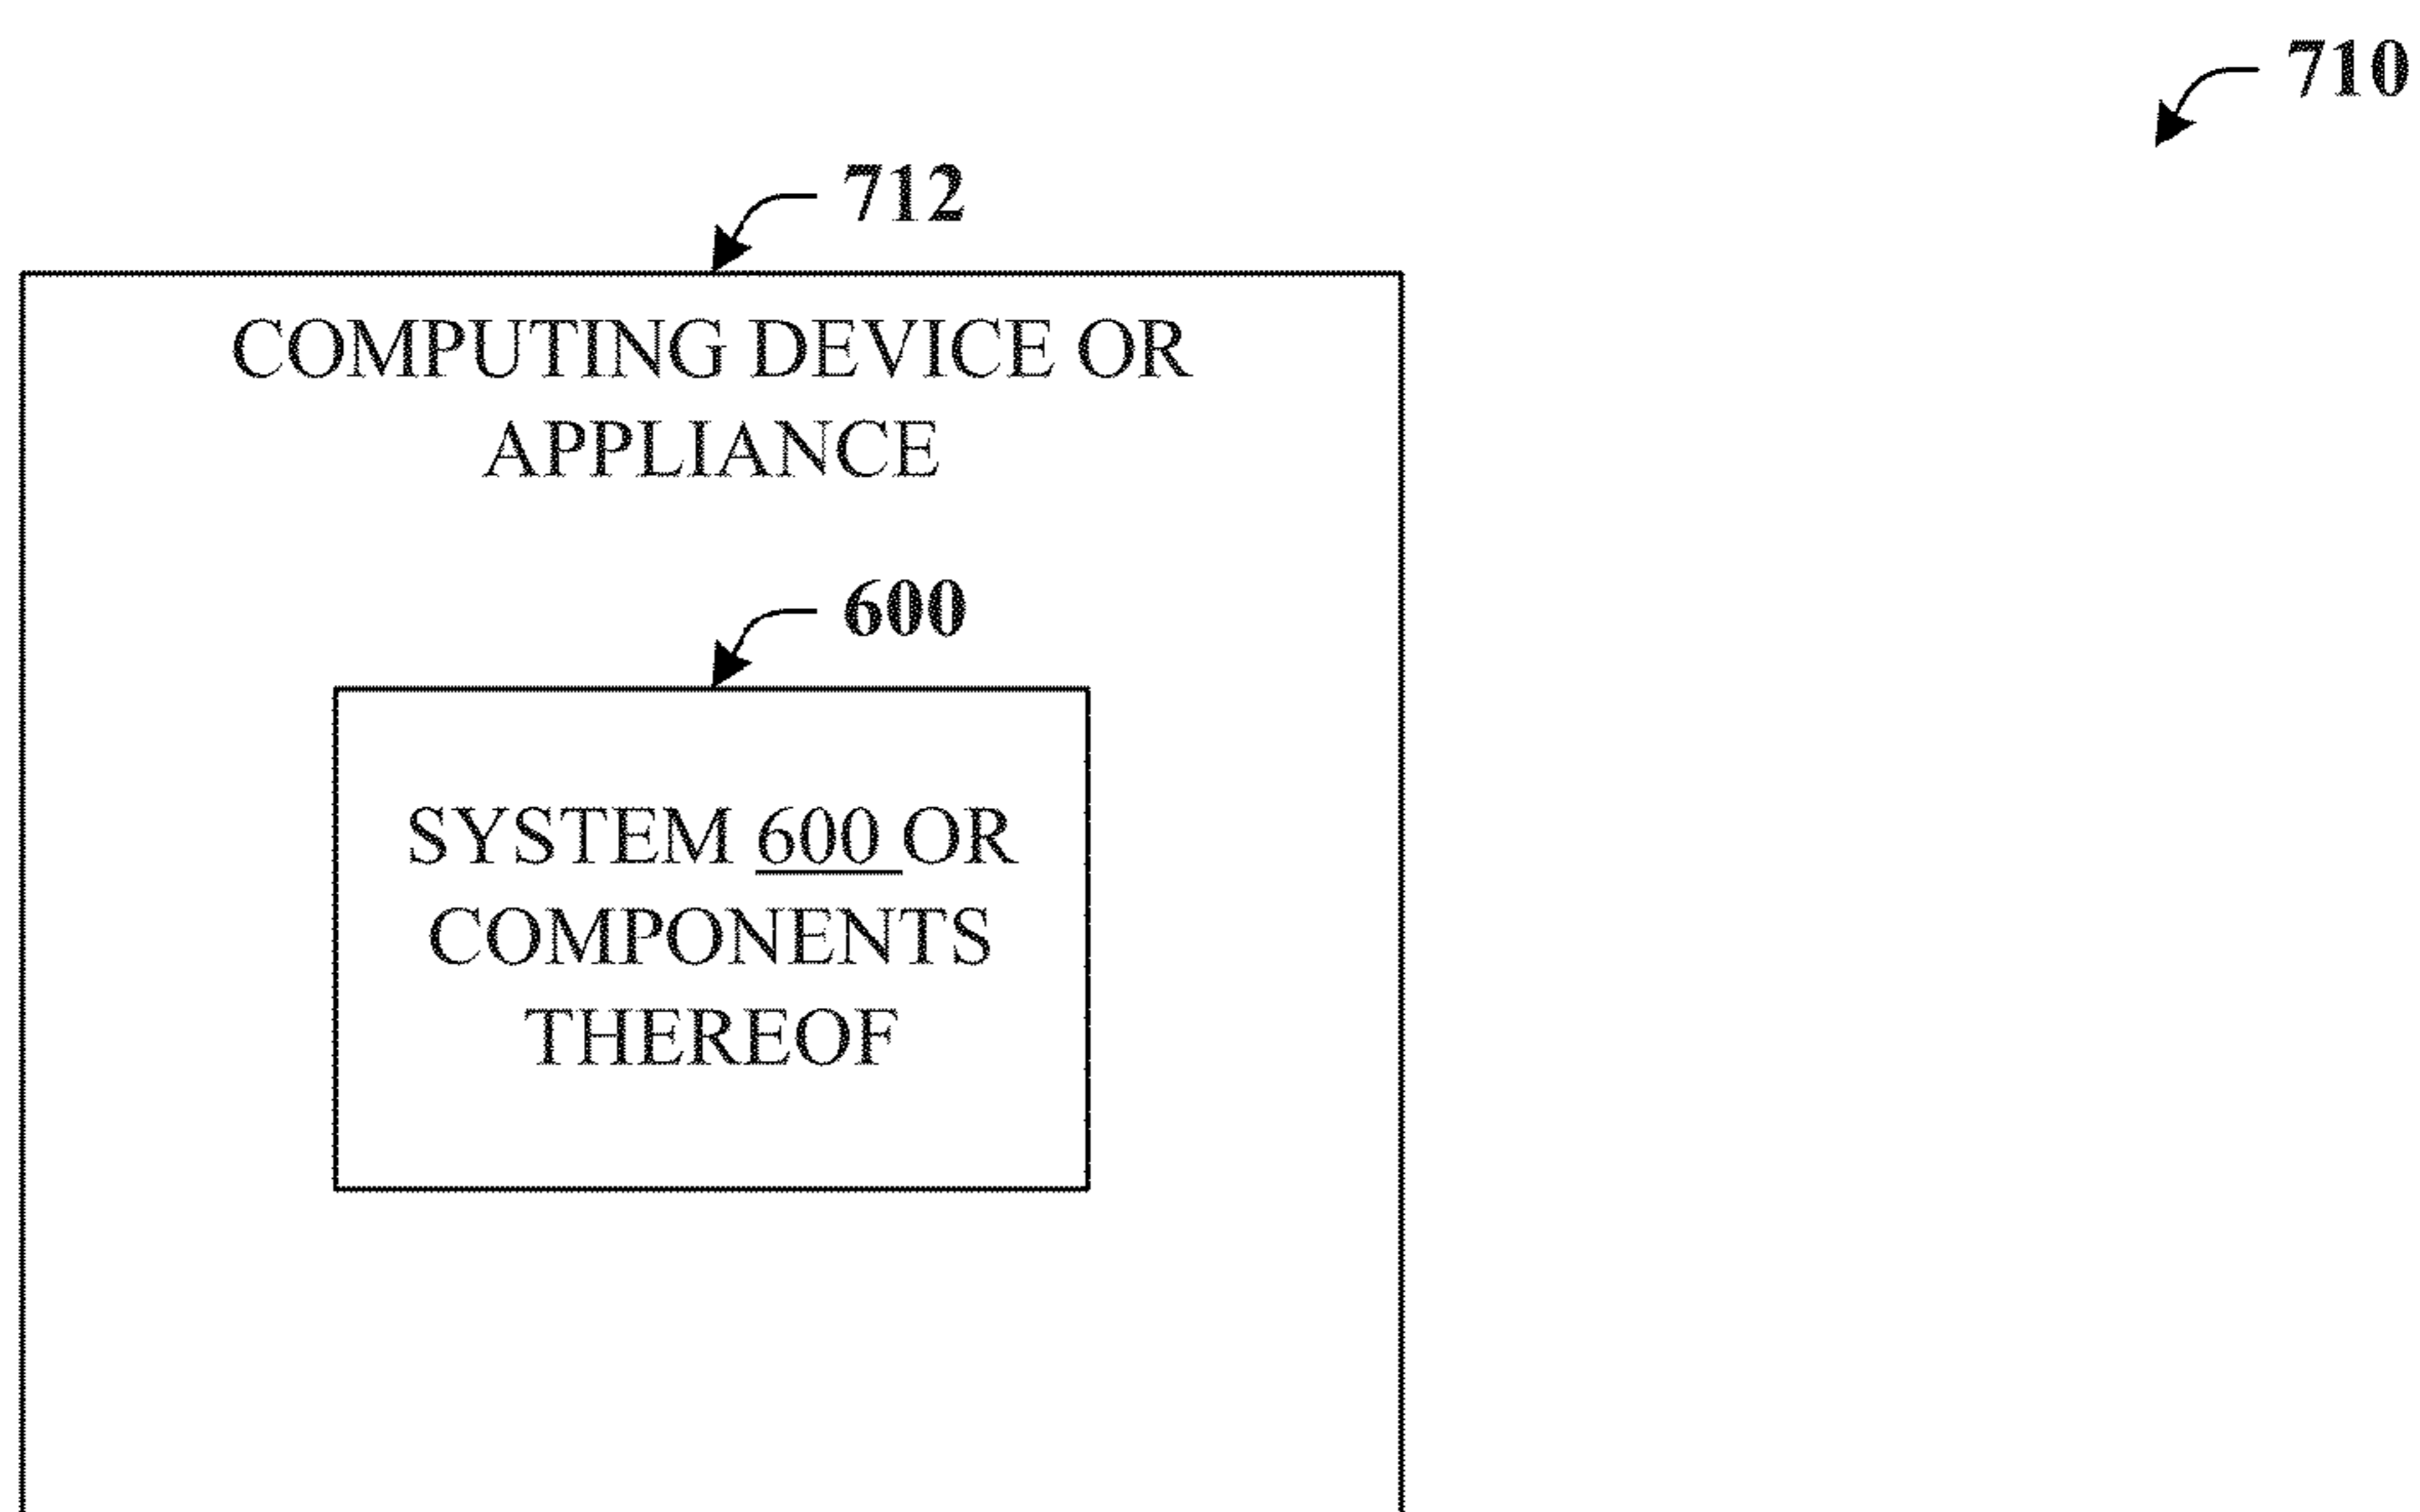 710
712
COMPUTING DEVICE OR
APPLIANCE
600
SYSTEM 600 OR
COMPONENTS
THEREOF